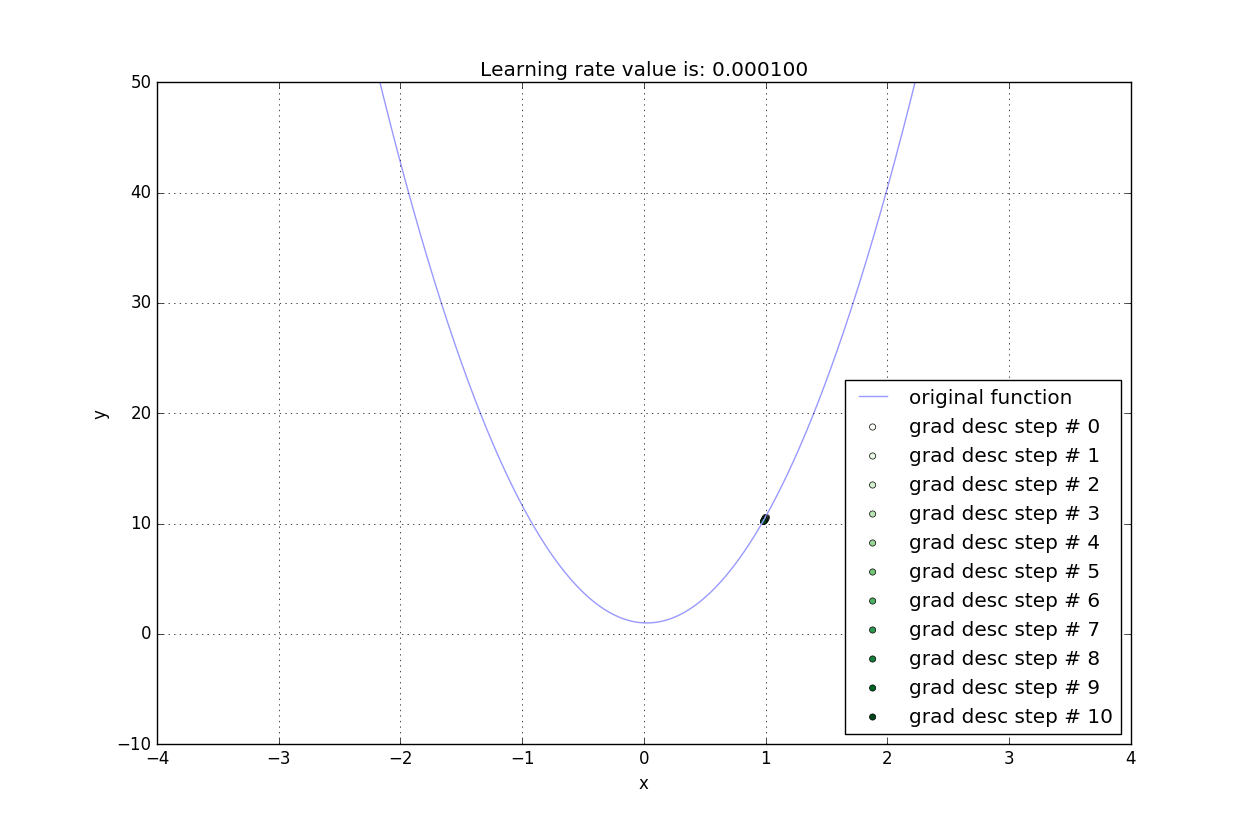 Learning rate value is: 0.000100
50
40
30
20
10
0
−10
y
original function
grad desc step # 0
grad desc step # 1
grad desc step # 2
grad desc step # 3
grad desc step # 4
grad desc step # 5
grad desc step # 6
grad desc step # 7
grad desc step # 8
grad desc step # 9
grad desc step # 10
−4 −3 −2 −1 0 1 2 3 4
x